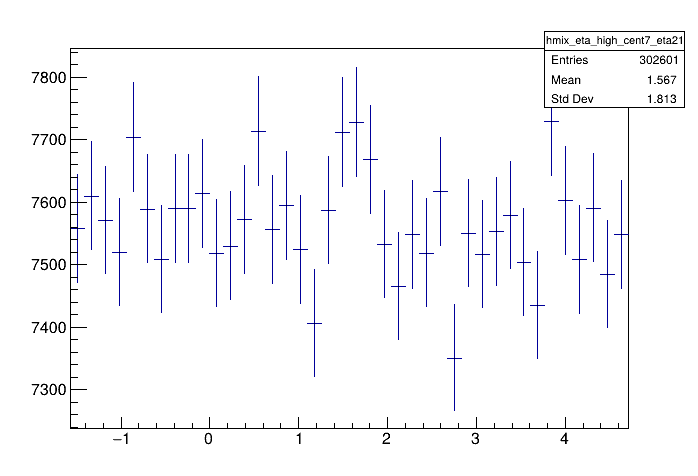 hmix_eta_high_cent7_eta21
Entries 302601
Mean 1.567
Std Dev 1.813
7800
7700
7600
7500
7400
7300
−1 0 1 2 3 4